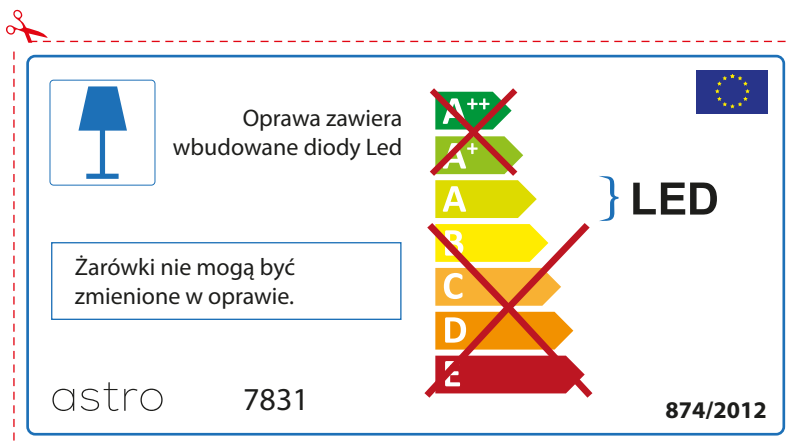 Oprawa zawiera
wbudowane diody Led
A++
A+
A
B
C
D
E
LED
Żarówki nie mogą być
zmienione w oprawie.
astro
7831
874/2012